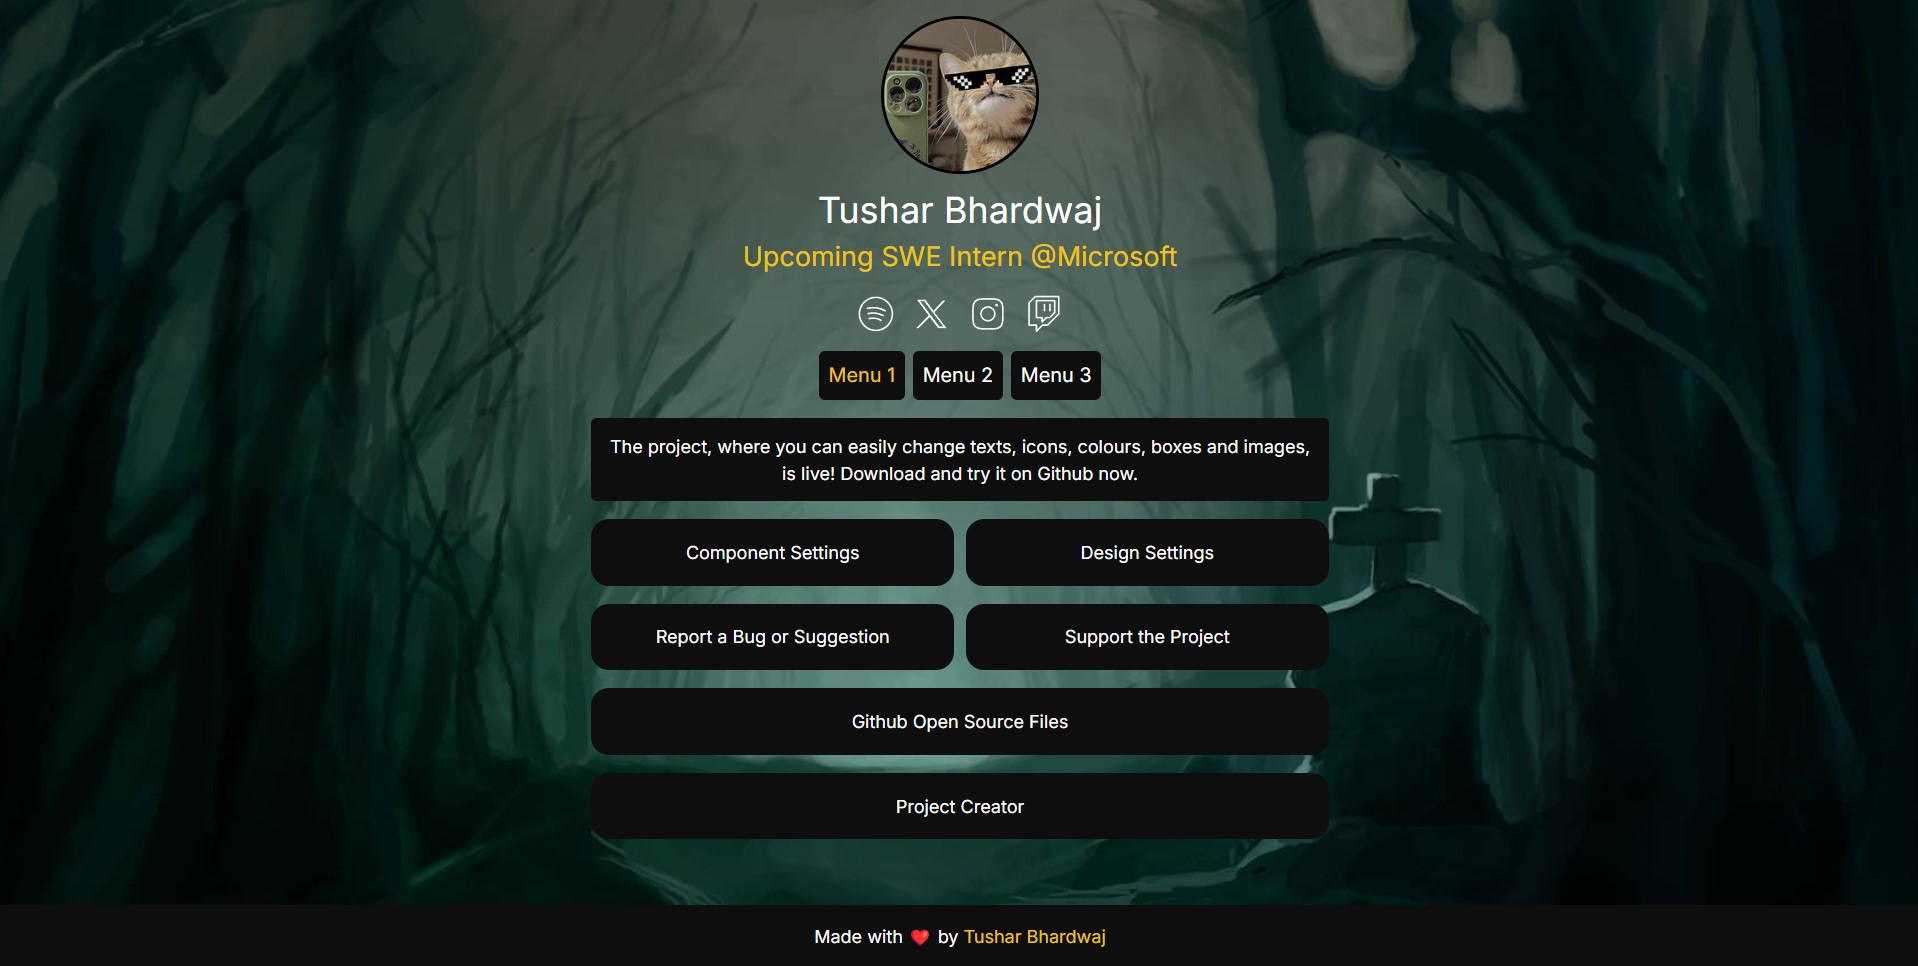 Tushar Bhardwaj
Upcoming SWE Intern @Microsoft
Menu 1 Menu 2 Menu 3
The project, where you can easily change texts, icons, colours, boxes and images,
is live! Download and try it on Github now.
Component Settings Design Settings
Report a Bug or Suggestion Support the Project
Github Open Source Files
Project Creator
Made with ❤️ by Tushar Bhardwaj